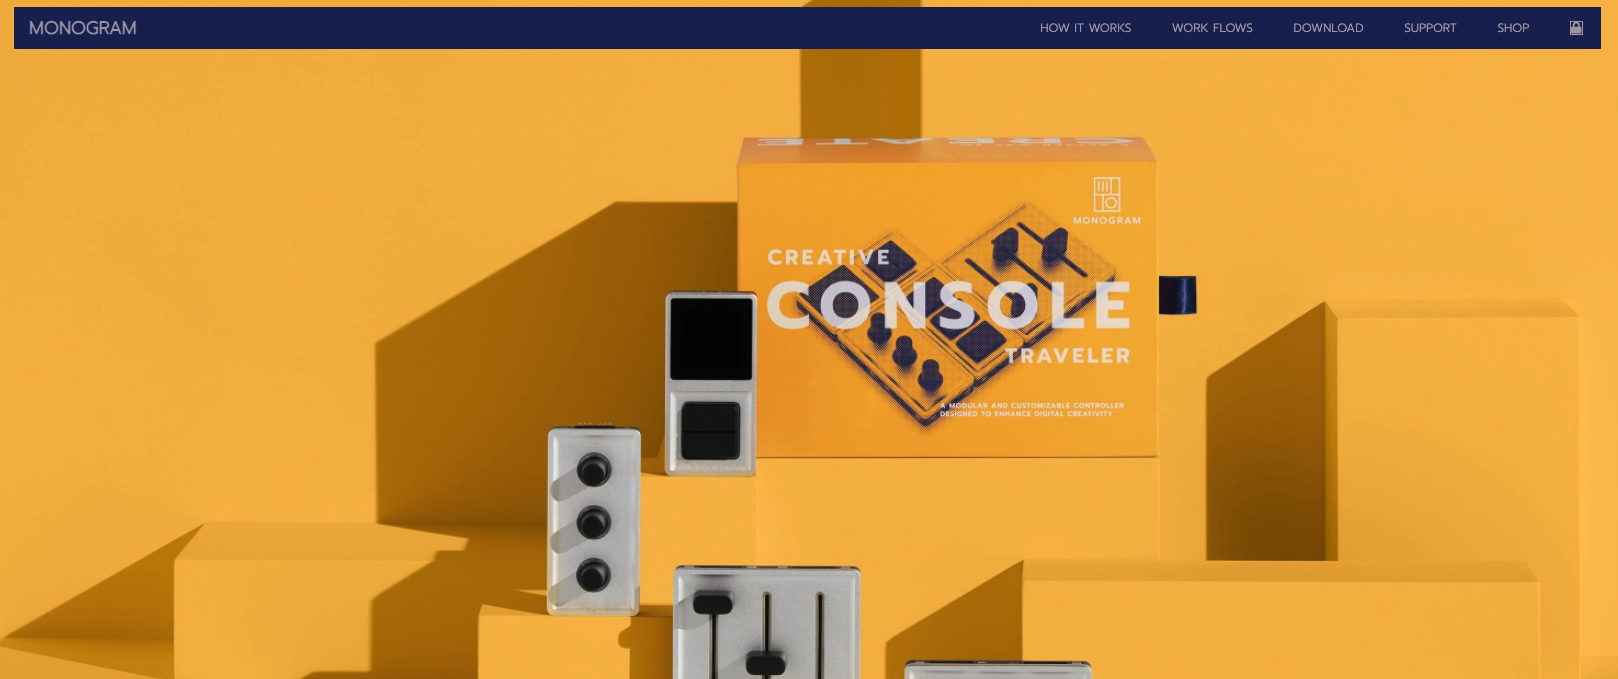 MONOGRAM
HOW IT WORKS
WORK FLOWS
DOWNLOAD
SUPPORT
SHOP
CREATE
MONOGRAM
CREATIVE
CONSOLE
TRAVELER
A MODULAR AND CUSTOMIZABLE CONTROLLER
DESIGNED TO ENHANCE DIGITAL CREATIVITY